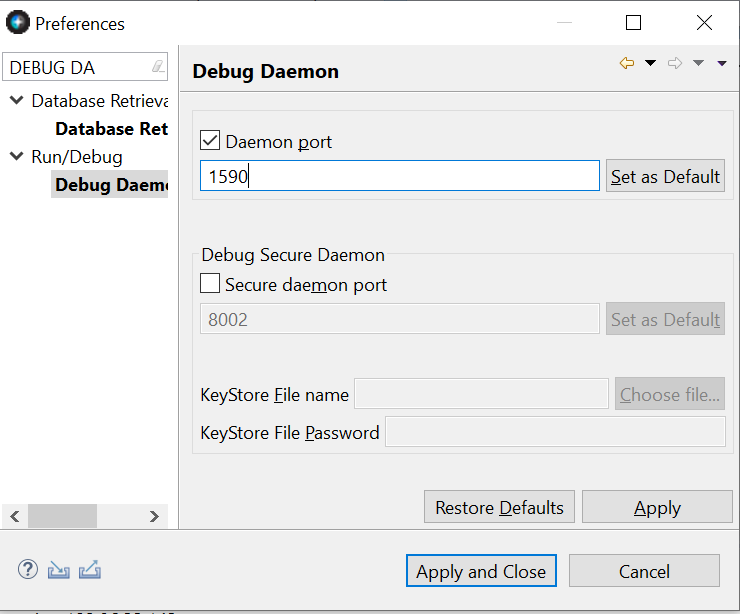 Preferences
DEBUG DA
Debug Daemon
Database Retrieva
Database Ret
Run/Debug
Debug Daem
Daemon port
1590
Set as Default
Debug Secure Daemon
Secure daemon port
8002
Set as Default
KeyStore File name
Choose file...
KeyStore File Password
Restore Defaults
Apply
?
Apply and Close
Cancel